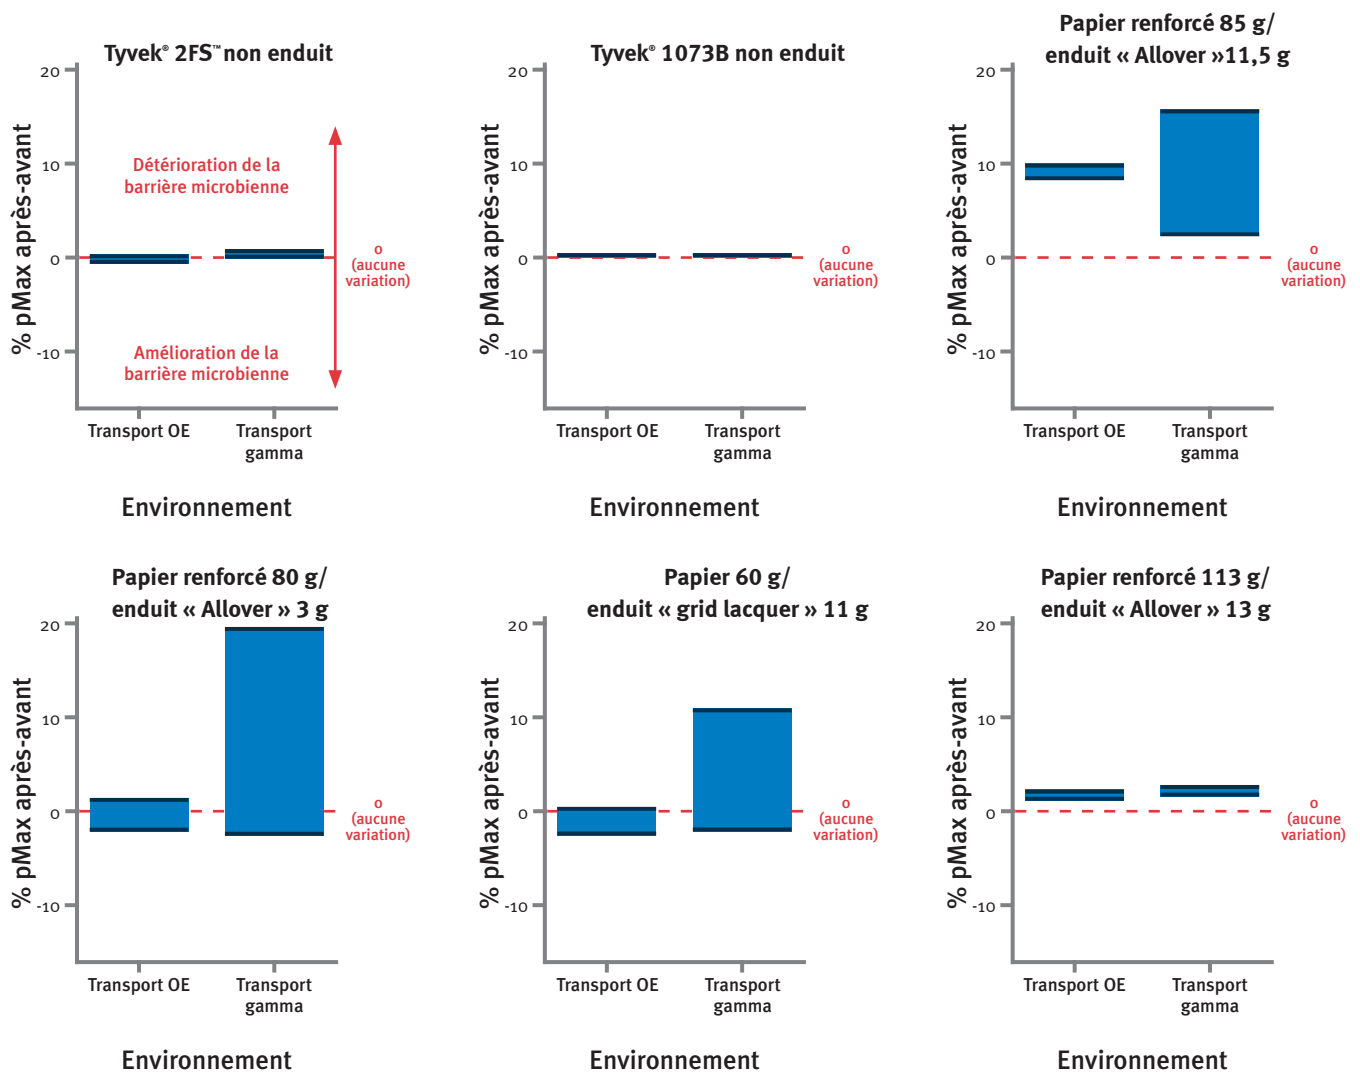 Tyvek® 2FS™ non enduit
% pMax après-avant
20
10
0
-10
Détérioration de la
barrière microbienne
0
(aucune
variation)
Amélioration de la
barrière microbienne
Transport OE
Transport
gamma
Environnement
Tyvek® 1073B non enduit
% pMax après-avant
20
10
0
-10
0
(aucune
variation)
Transport OE
Transport
gamma
Environnement
Papier renforcé 85 g/
enduit « Allover »11,5 g
% pMax après-avant
20
10
0
-10
0
(aucune
variation)
Transport OE
Transport
gamma
Environnement
Papier renforcé 80 g/
enduit « Allover » 3 g
% pMax après-avant
20
10
0
-10
0
(aucune
variation)
Transport OE
Transport
gamma
Environnement
Papier 60 g/
enduit « grid lacquer » 11 g
% pMax après-avant
20
10
0
-10
0
(aucune
variation)
Transport OE
Transport
gamma
Environnement
Papier renforcé 113 g/
enduit « Allover » 13 g
% pMax après-avant
20
10
0
-10
0
(aucune
variation)
Transport OE
Transport
gamma
Environnement